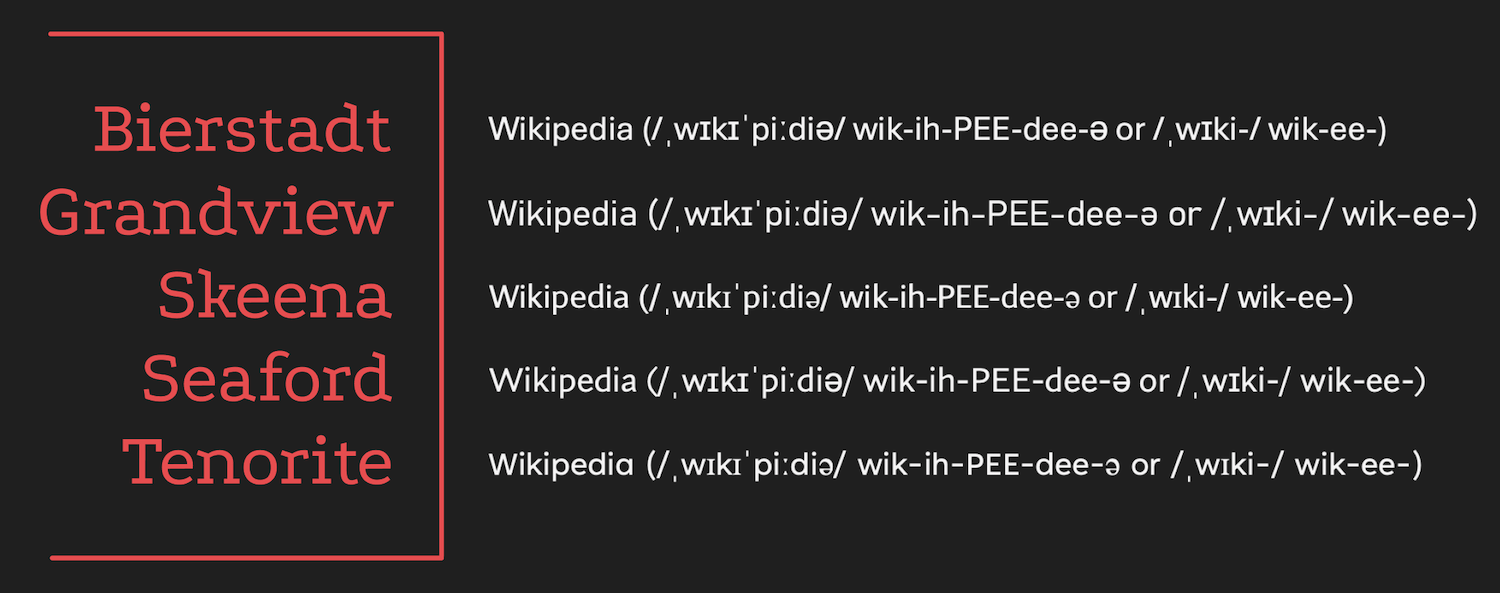 Bierstadt
Wikipedia (/ˌwɪkɪˈpiːdiə/ wik-ih-PEE-dee-ə or /ˌwɪki-/ wik-ee-)
Grandview
Wikipedia (/ˌwɪkɪˈpiːdiə/ wik-ih-PEE-dee-ə or /ˌwɪki-/ wik-ee-)
Skeena
Wikipedia (/ˌwɪkɪˈpiːdiə/ wik-ih-PEE-dee-ə or /ˌwɪki-/ wik-ee-)
Seaford
Wikipedia (/ˌwɪkɪˈpiːdiə/ wik-ih-PEE-dee-ə or /ˌwɪki-/ wik-ee-)
Tenorite
Wikipedia (/ˌwɪkɪˈpiːdiə/ wik-ih-PEE-dee-ə or /ˌwɪki-/ wik-ee-)